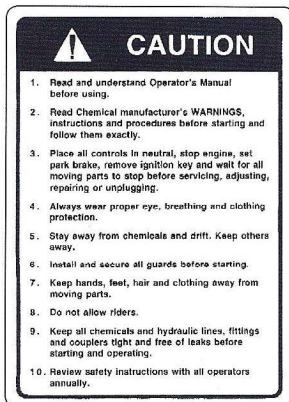 CAUTION
1. Read and understand Operator's Manual
before using.
2. Read Chemical manufacturer's WARNINGS,
instructions and procedures before starting and
follow them exactly.
3. Place all controls in neutral, stop engine, set
park brake, remove ignition key and wait for all
moving parts to stop before servicing, adjusting,
repairing or unplugging.
4. Always wear proper eye, breathing and clothing
protection.
5. Stay away from chemicals and drift. Keep others
away.
6. Install and secure all guards before starting.
7. Keep hands, feet, hair and clothing away from
moving parts.
8. Do not allow riders.
9. Keep all chemicals and hydraulic lines, fittings
and couplers tight and free of leaks before
starting and operating.
10. Review safety instructions with all operators
annually.